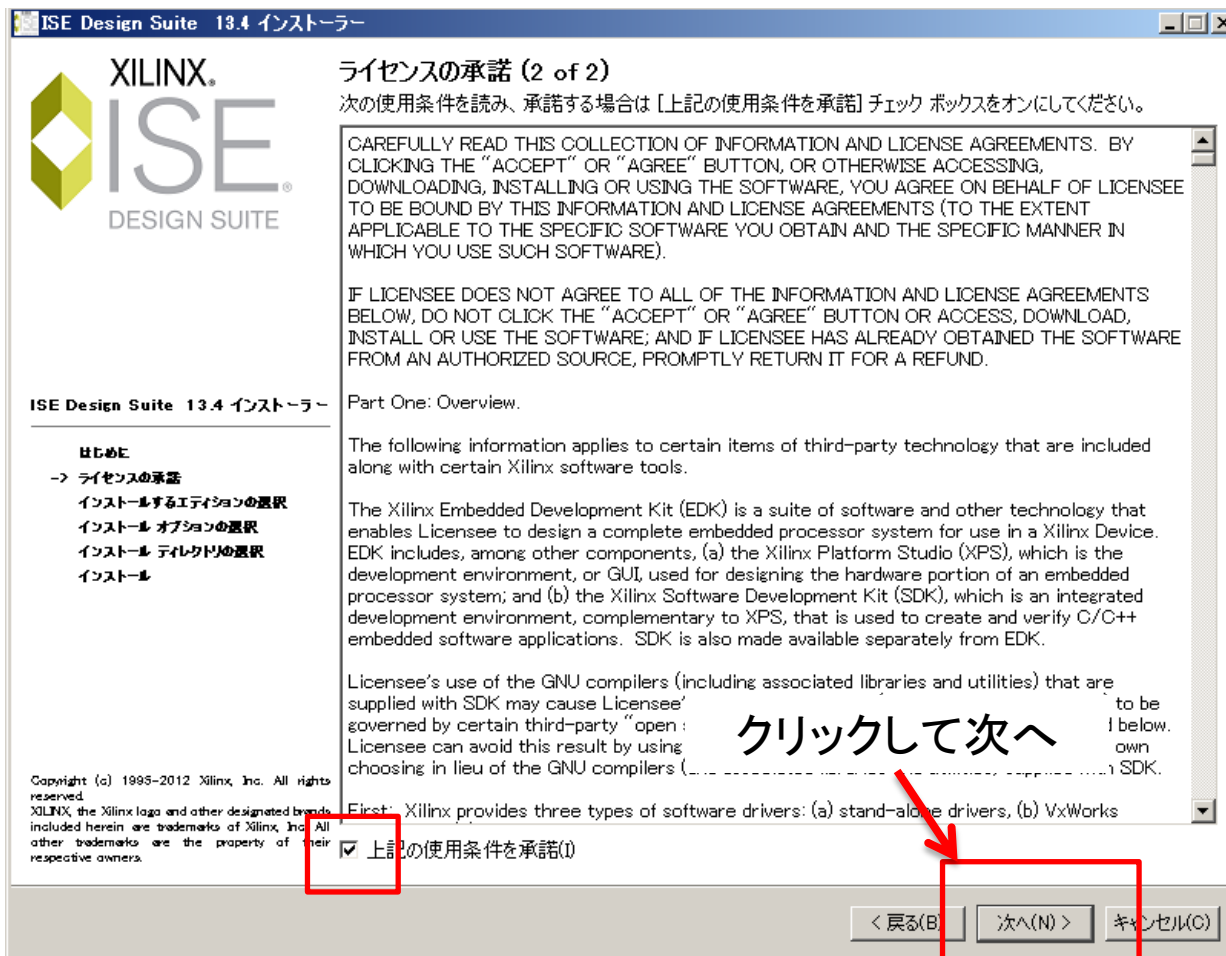 ISE Design Suite 13.4 インストーラー
XILINX®
ISE®
DESIGN SUITE
ライセンスの承諾 (2 of 2)
次の使用条件を読み、承諾する場合は [上記の使用条件を承諾] チェック ボックスをオンにしてください。
CAREFULLY READ THIS COLLECTION OF INFORMATION AND LICENSE AGREEMENTS. BY
CLICKING THE "ACCEPT" OR "AGREE" BUTTON, OR OTHERWISE ACCESSING,
DOWNLOADING, INSTALLING OR USING THE SOFTWARE, YOU AGREE ON BEHALF OF LICENSEE
TO BE BOUND BY THIS INFORMATION AND LICENSE AGREEMENTS (TO THE EXTENT
APPLICABLE TO THE SPECIFIC SOFTWARE YOU OBTAIN AND THE SPECIFIC MANNER IN
WHICH YOU USE SUCH SOFTWARE).
IF LICENSEE DOES NOT AGREE TO ALL OF THE INFORMATION AND LICENSE AGREEMENTS
BELOW, DO NOT CLICK THE "ACCEPT" OR "AGREE" BUTTON OR ACCESS, DOWNLOAD,
INSTALL OR USE THE SOFTWARE; AND IF LICENSEE HAS ALREADY OBTAINED THE SOFTWARE
FROM AN AUTHORIZED SOURCE, PROMPTLY RETURN IT FOR A REFUND.
Part One: Overview.
The following information applies to certain items of third-party technology that are included
along with certain Xilinx software tools.
The Xilinx Embedded Development Kit (EDK) is a suite of software and other technology that
enables Licensee to design a complete embedded processor system for use in a Xilinx Device.
EDK includes, among other components, (a) the Xilinx Platform Studio (XPS), which is the
development environment, or GUI, used for designing the hardware portion of an embedded
processor system; and (b) the Xilinx Software Development Kit (SDK), which is an integrated
development environment, complementary to XPS, that is used to create and verify C/C++
embedded software applications. SDK is also made available separately from EDK.
Licensee's use of the GNU compilers (including associated libraries and utilities) that are
supplied with SDK may cause Licensee' to be
governed by certain third-party "open below.
Licensee can avoid this result by using own
choosing in lieu of the GNU compilers ( SDK.
First: Xilinx provides three types of software drivers: (a) stand-alone drivers, (b) VxWorks
クリックして次へ
ISE Design Suite 13.4 インストーラー
はじめに
-> ライセンスの承諾
インストールするエディションの選択
インストール オプションの選択
インストール ディレクトリの選択
インストール
Copyright (c) 1995-2012 Xilinx, Inc. All rights
reserved.
XILINX, the Xilinx logo and other designated brands
included herein are trademarks of Xilinx, Inc. All
other trademarks are the property of their
respective owners.
上記の使用条件を承諾(I)
< 戻る(B) 次へ(N) > キャンセル(C)